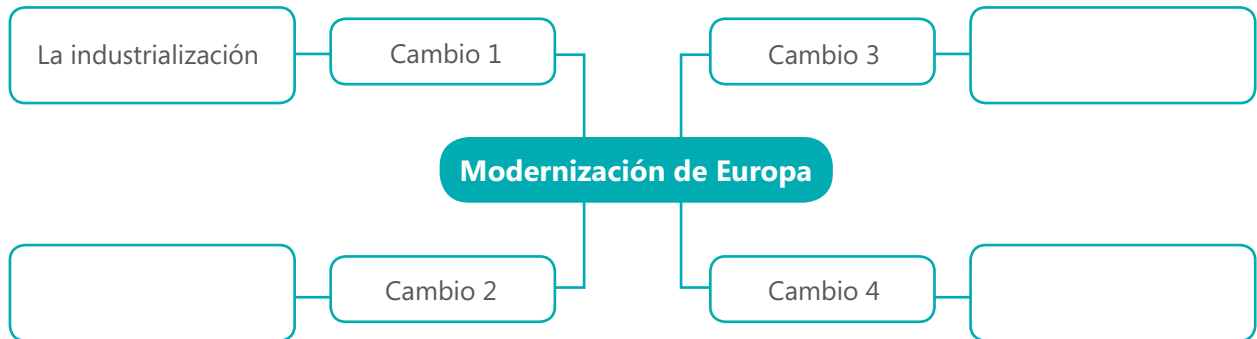 La industrialización
Cambio 1
Cambio 3
Modernización de Europa
Cambio 2
Cambio 4